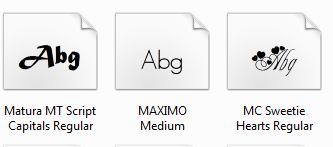 Abg
Abg
Abg
Matura MT Script
Capitals Regular
MAXIMO
Medium
MC Sweetie
Hearts Regular